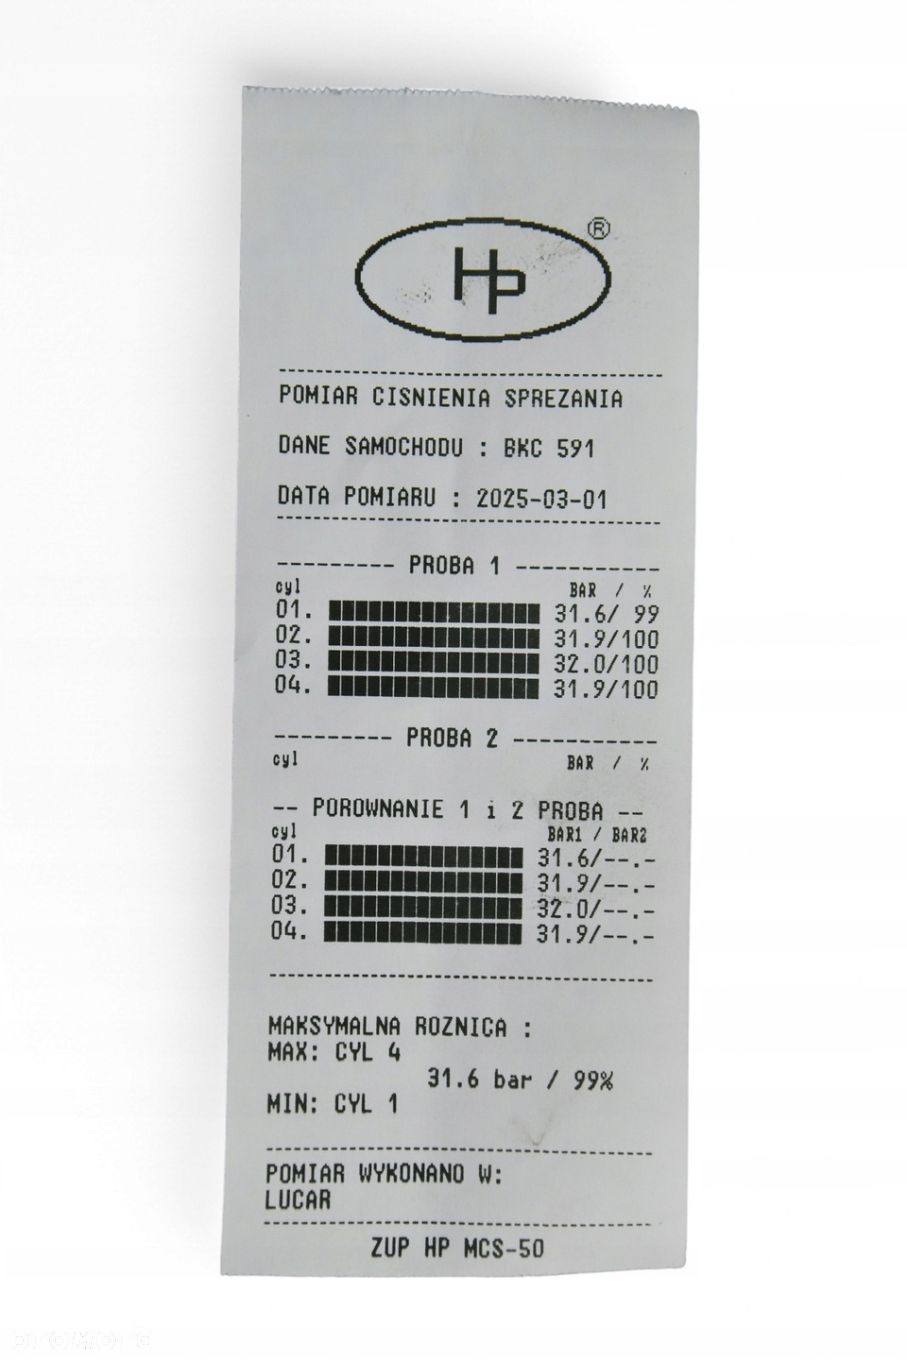 HP ®
POMIAR CISNIENIA SPREZANIA
DANE SAMOCHODU : BKC 591
DATA POMIARU : 2025-03-01
--------- PROBA 1 -----------
cyl BAR / %
01. 31.6/ 99
02. 31.9/100
03. 32.0/100
04. 31.9/100
--------- PROBA 2 -----------
cyl BAR / %
-- POROWNANIE 1 i 2 PROBA --
cyl BAR1 / BAR2
01. 31.6/--.-
02. 31.9/--.-
03. 32.0/--.-
04. 31.9/--.-
MAKSYMALNA ROZNICA :
MAX: CYL 4
31.6 bar / 99%
MIN: CYL 1
POMIAR WYKONANO W:
LUCAR
ZUP HP MCS-50